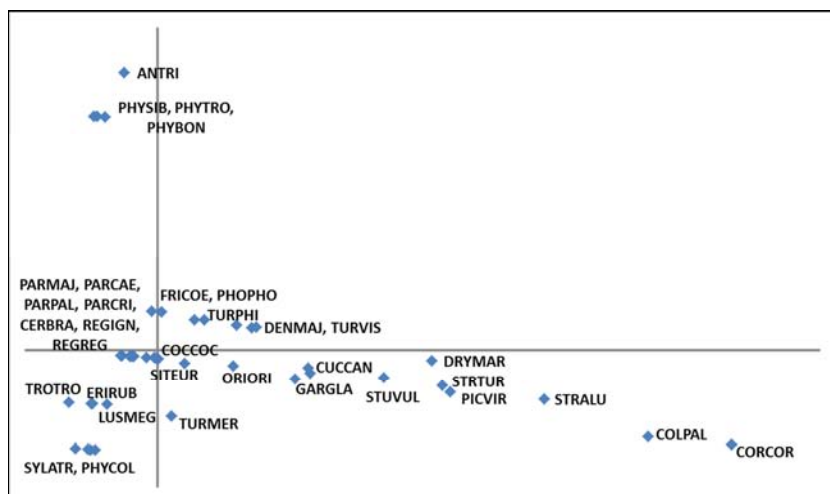 ANTRI
PHYSIB, PHYTRO,
PHYBON
PARMAJ, PARCAE,
PARPAL, PARCRI,
CERBRA, REGIGN,
REGREG
FRICOE, PHOPHO
TURPHI
DENMAJ, TURVIS
COCCOC
SITEUR
ORIORI
CUCCAN
GARGLA
STUVUL
DRYMAR
STRTUR
PICVIR
STRALU
COLPAL
CORCOR
TROTRO
ERIRUB
LUSMEG
TURMER
SYLATR, PHYCOL